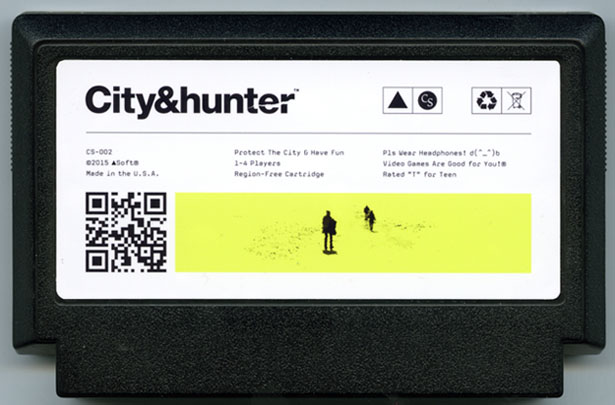 City&hunter™
CS
CS-002
©2015 ▲Soft®
Made in the U.S.A.
Protect The City & Have Fun
1-4 Players
Region-Free Cartridge
Pls Wear Headphones! d(^_^)b
Video Games Are Good for You!®
Rated "T" for Teen